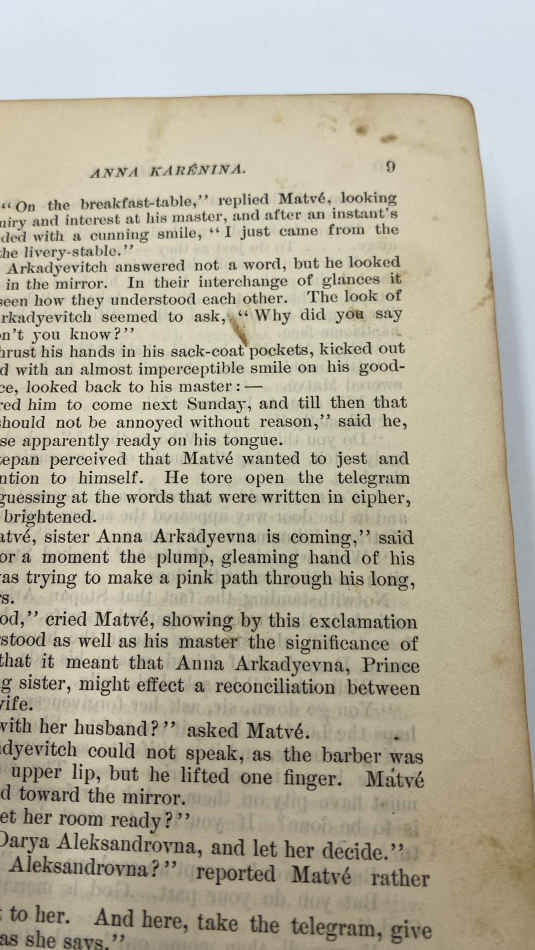 ANNA KARÉNINA. 9
"On the breakfast-table," replied Matvé, looking
and interest at his master, and after an instant's
with a cunning smile, "I just came from the
the livery-stable."
Arkadyevitch answered not a word, but he looked
in the mirror. In their interchange of glances it
seen how they understood each other. The look of
rkadyevitch seemed to ask, "Why did you say
n't you know?"
hrust his hands in his sack-coat pockets, kicked out
d with an almost imperceptible smile on his good-
ce, looked back to his master:—
red him to come next Sunday, and till then that
hould not be annoyed without reason," said he,
se apparently ready on his tongue.
tepan perceived that Matvé wanted to jest and
ntion to himself. He tore open the telegram
guessing at the words that were written in cipher,
brightened.
atvé, sister Anna Arkadyevna is coming," said
or a moment the plump, gleaming hand of his
as trying to make a pink path through his long,
rs.
od," cried Matvé, showing by this exclamation
rstood as well as his master the significance of
that it meant that Anna Arkadyevna, Prince
g sister, might effect a reconciliation between
wife.
with her husband?" asked Matvé.
adyevitch could not speak, as the barber was
upper lip, but he lifted one finger. Matvé
d toward the mirror.
et her room ready?"
Darya Aleksandrovna, and let her decide."
Aleksandrovna?" reported Matvé rather
t to her. And here, take the telegram, give
as she says."